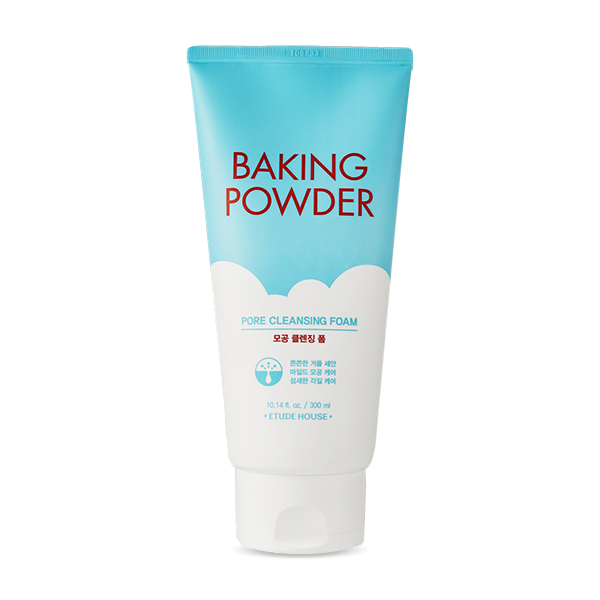 BAKING
POWDER
PORE CLEANSING FOAM
모공 클렌징 폼
쫀쫀한 거품 세안
마일드 모공 케어
섬세한 각질 케어
10.14 fl. oz. / 300 ml
• ETUDE HOUSE •